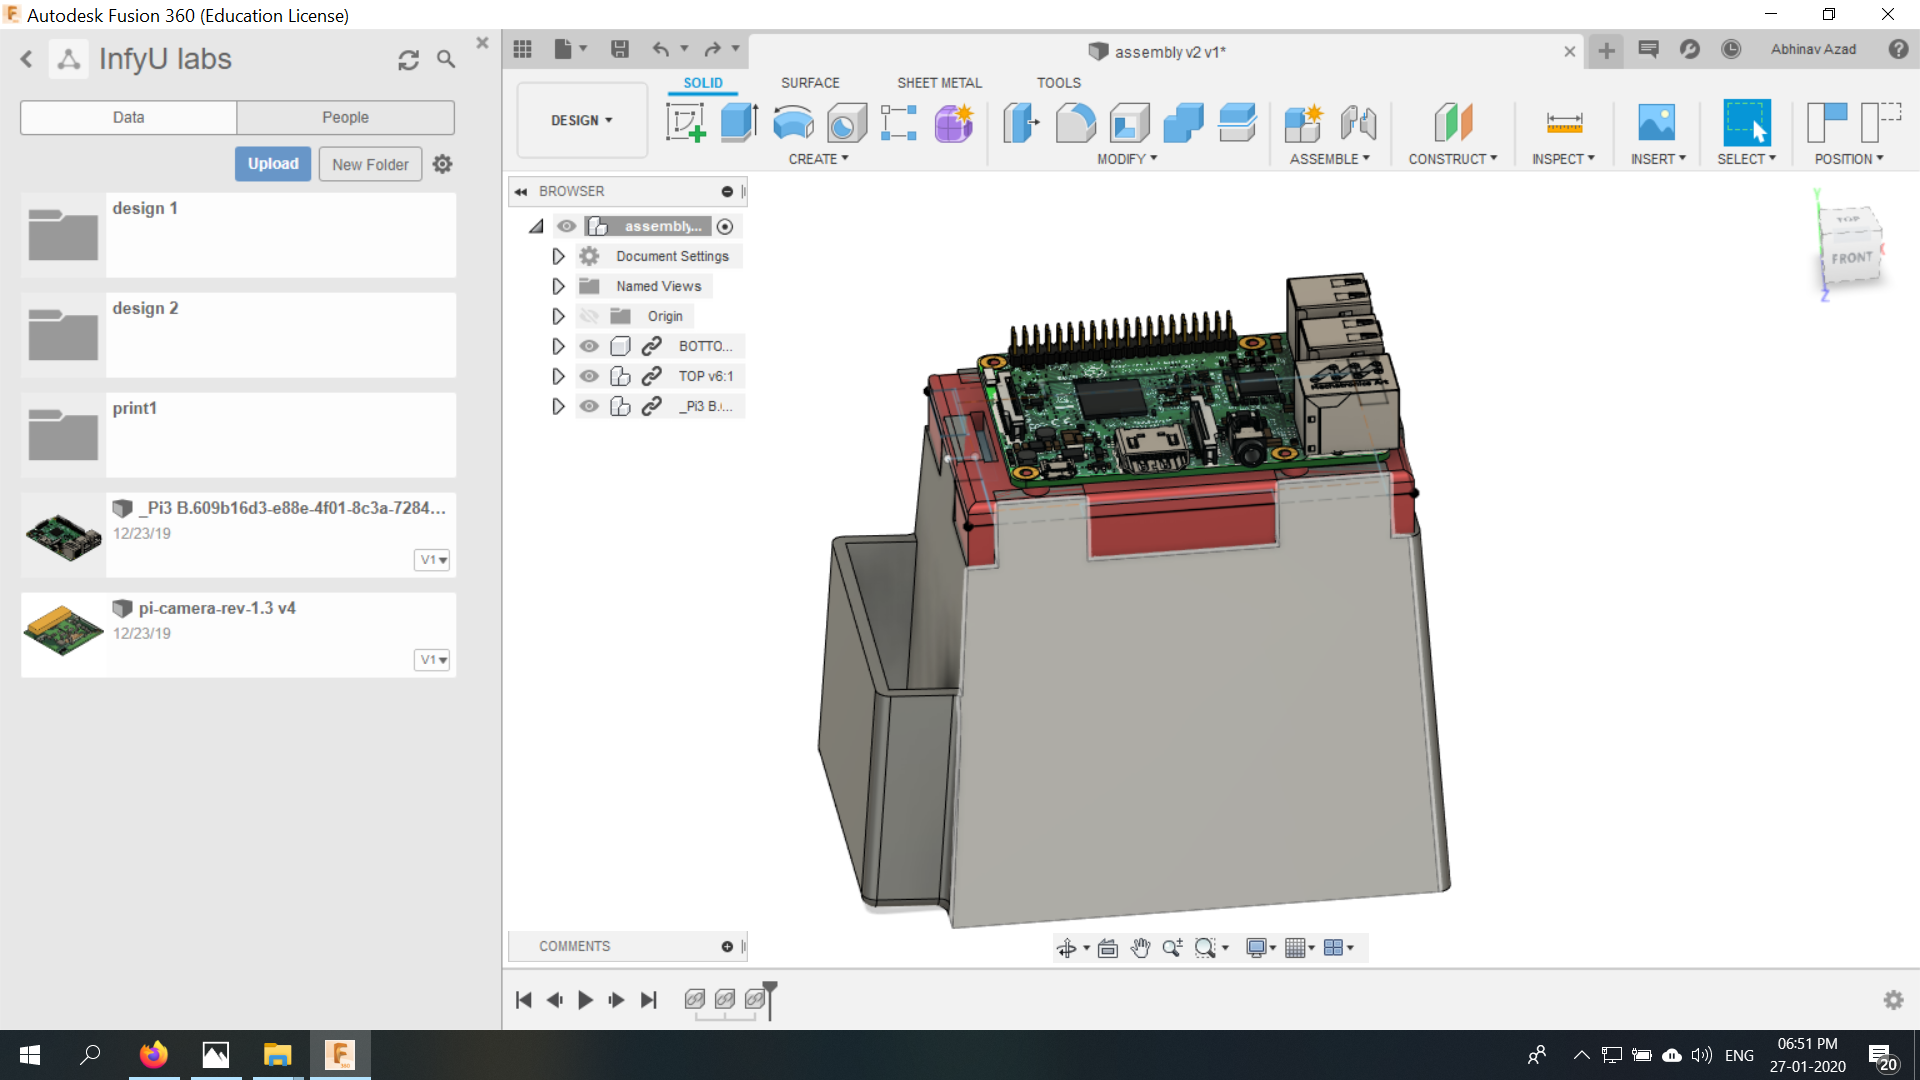 Autodesk Fusion 360 (Education License)
InfyU labs
Data
People
Upload
New Folder
design 1
design 2
print1
_Pi3 B.609b16d3-e88e-4f01-8c3a-7284...
12/23/19
V1
pi-camera-rev-1.3 v4
12/23/19
V1
assembly v2 v1*
Abhinav Azad
DESIGN
SOLID
SURFACE
SHEET METAL
TOOLS
CREATE
MODIFY
ASSEMBLE
CONSTRUCT
INSPECT
INSERT
SELECT
POSITION
BROWSER
assembly...
Document Settings
Named Views
Origin
BOTTO...
TOP v6:1
_Pi3 B.(...
Y
TOP
FRONT
X
Z
Mechatronics Art
COMMENTS
ENG
06:51 PM
27-01-2020
20